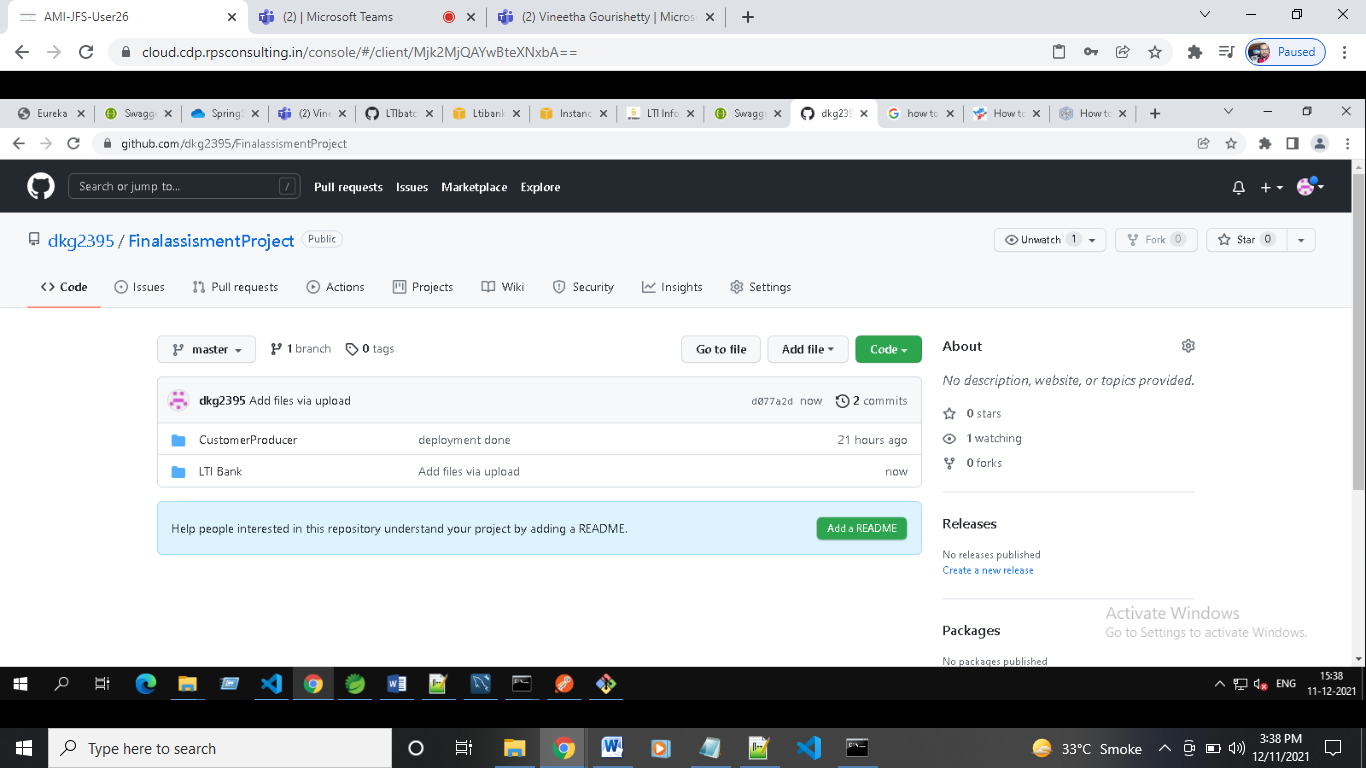 AMI-JFS-User26
(2) | Microsoft Teams
(2) Vineetha Gourishetty | Micros
cloud.cdp.rpsconsulting.in/console/#/client/Mjk2MjQAYwBteXNxbA==
Paused
Eureka
Swagge
Spring
(2) Vine
LTIbato
Ltibank
Instanc
LTI Info
Swagge
dkg239
how to
How to
How to
github.com/dkg2395/FinalassismentProject
Search or jump to...
/
Pull requests
Issues
Marketplace
Explore
dkg2395 / FinalassismentProject
Public
Unwatch 1
Fork 0
Star 0
Code
Issues
Pull requests
Actions
Projects
Wiki
Security
Insights
Settings
master
1 branch
0 tags
Go to file
Add file
Code
dkg2395 Add files via upload
d077a2d now
2 commits
CustomerProducer
deployment done
21 hours ago
LTI Bank
Add files via upload
now
Help people interested in this repository understand your project by adding a README.
Add a README
About
No description, website, or topics provided.
0 stars
1 watching
0 forks
Releases
No releases published
Create a new release
Packages
No packages published
Activate Windows
Go to Settings to activate Windows.
ENG
15:38
11-12-2021
Type here to search
33°C Smoke
3:38 PM
12/11/2021